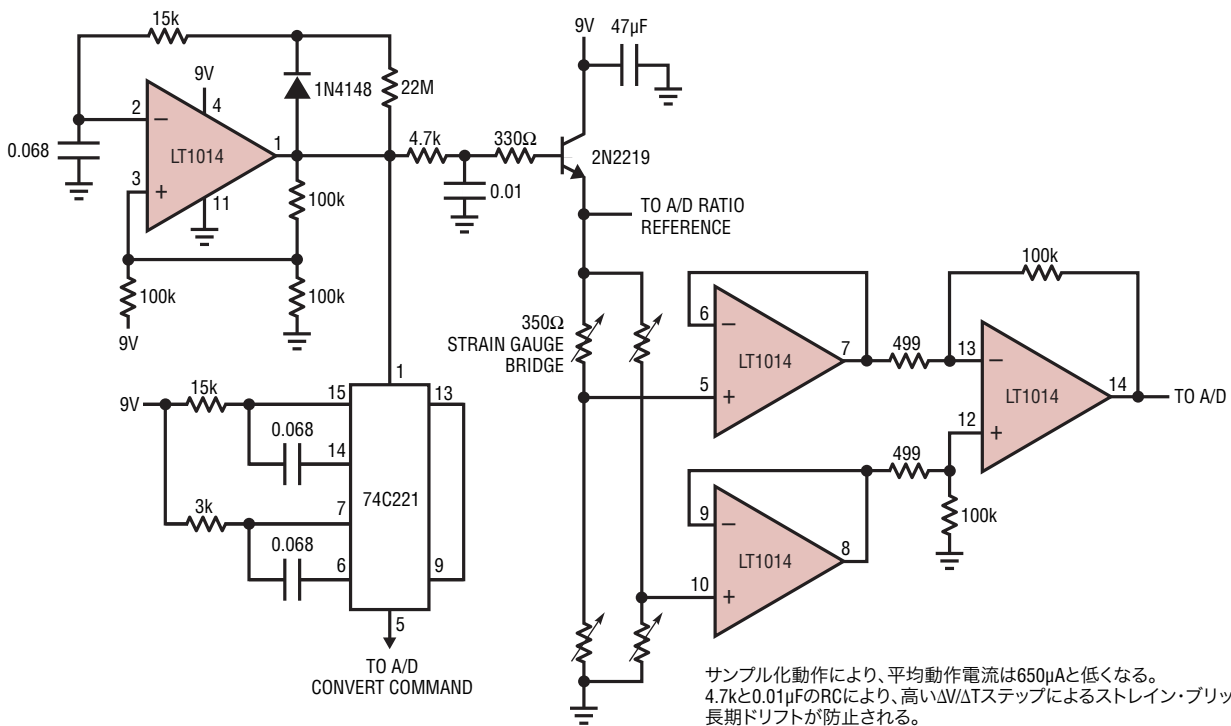 15k
9V
47µF
9V
1N4148
22M
2
4
0.068
LT1014
1
4.7k
330Ω
2N2219
3
11
100k
0.01
TO A/D RATIO
REFERENCE
100k
100k
9V
350Ω
STRAIN GAUGE
BRIDGE
6
LT1014
7
5
499
100k
13
LT1014
14
TO A/D
12
499
100k
9
LT1014
8
10
9V
15k
1
15
13
0.068
14
74C221
3k
7
0.068
6
9
5
TO A/D
CONVERT COMMAND
サンプル化動作により、平均動作電流は650µAと低くなる。
4.7kと0.01µFのRCにより、高いΔV/ΔTステップによるストレイン・ブリッ
長期ドリフトが防止される。